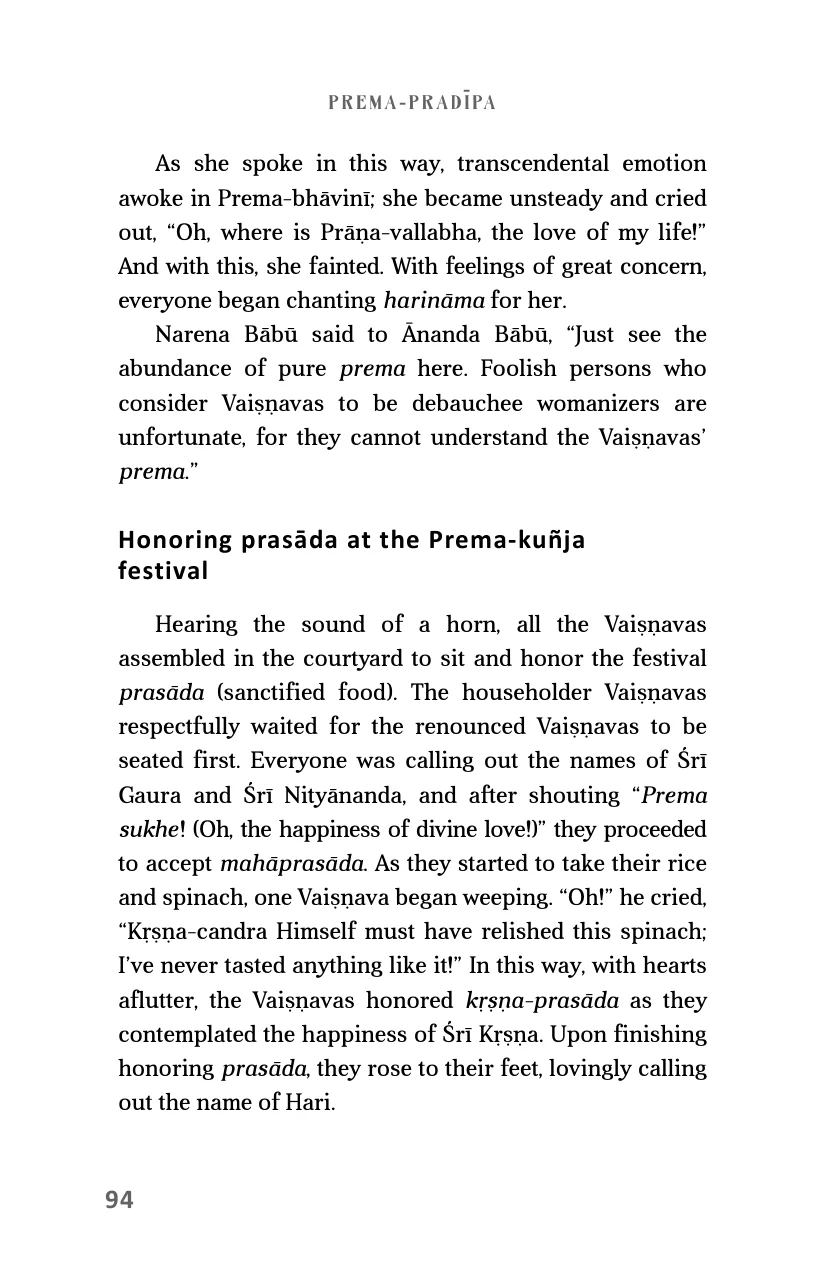 PREMA-PRADĪPA
As she spoke in this way, transcendental emotion
awoke in Prema-bhāvinī; she became unsteady and cried
out, “Oh, where is Prāṇa-vallabha, the love of my life!”
And with this, she fainted. With feelings of great concern,
everyone began chanting harināma for her.
Narena Bābū said to Ānanda Bābū, “Just see the
abundance of pure prema here. Foolish persons who
consider Vaiṣṇavas to be debauchee womanizers are
unfortunate, for they cannot understand the Vaiṣṇavas’
prema.”
Honoring prasāda at the Prema-kuñja
festival
Hearing the sound of a horn, all the Vaiṣṇavas
assembled in the courtyard to sit and honor the festival
prasāda (sanctified food). The householder Vaiṣṇavas
respectfully waited for the renounced Vaiṣṇavas to be
seated first. Everyone was calling out the names of Śrī
Gaura and Śrī Nityānanda, and after shouting “Prema
sukhe! (Oh, the happiness of divine love!)” they proceeded
to accept mahāprasāda. As they started to take their rice
and spinach, one Vaiṣṇava began weeping. “Oh!” he cried,
“Kṛṣṇa-candra Himself must have relished this spinach;
I’ve never tasted anything like it!” In this way, with hearts
aflutter, the Vaiṣṇavas honored kṛṣṇa-prasāda as they
contemplated the happiness of Śrī Kṛṣṇa. Upon finishing
honoring prasāda, they rose to their feet, lovingly calling
out the name of Hari.
94